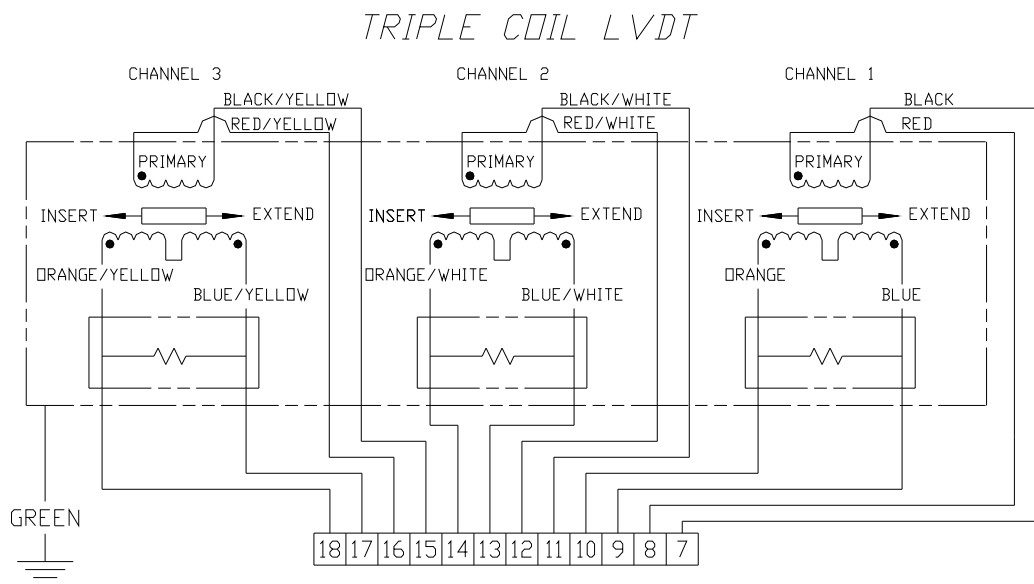 TRIPLE COIL LVDT
CHANNEL 3
CHANNEL 2
CHANNEL 1
BLACK/YELLOW
BLACK/WHITE
BLACK
RED/YELLOW
RED/WHITE
RED
PRIMARY
PRIMARY
PRIMARY
INSERT
EXTEND
INSERT
EXTEND
INSERT
EXTEND
ORANGE/YELLOW
ORANGE/WHITE
ORANGE
BLUE/YELLOW
BLUE/WHITE
BLUE
GREEN
18 17 16 15 14 13 12 11 10 9 8 7